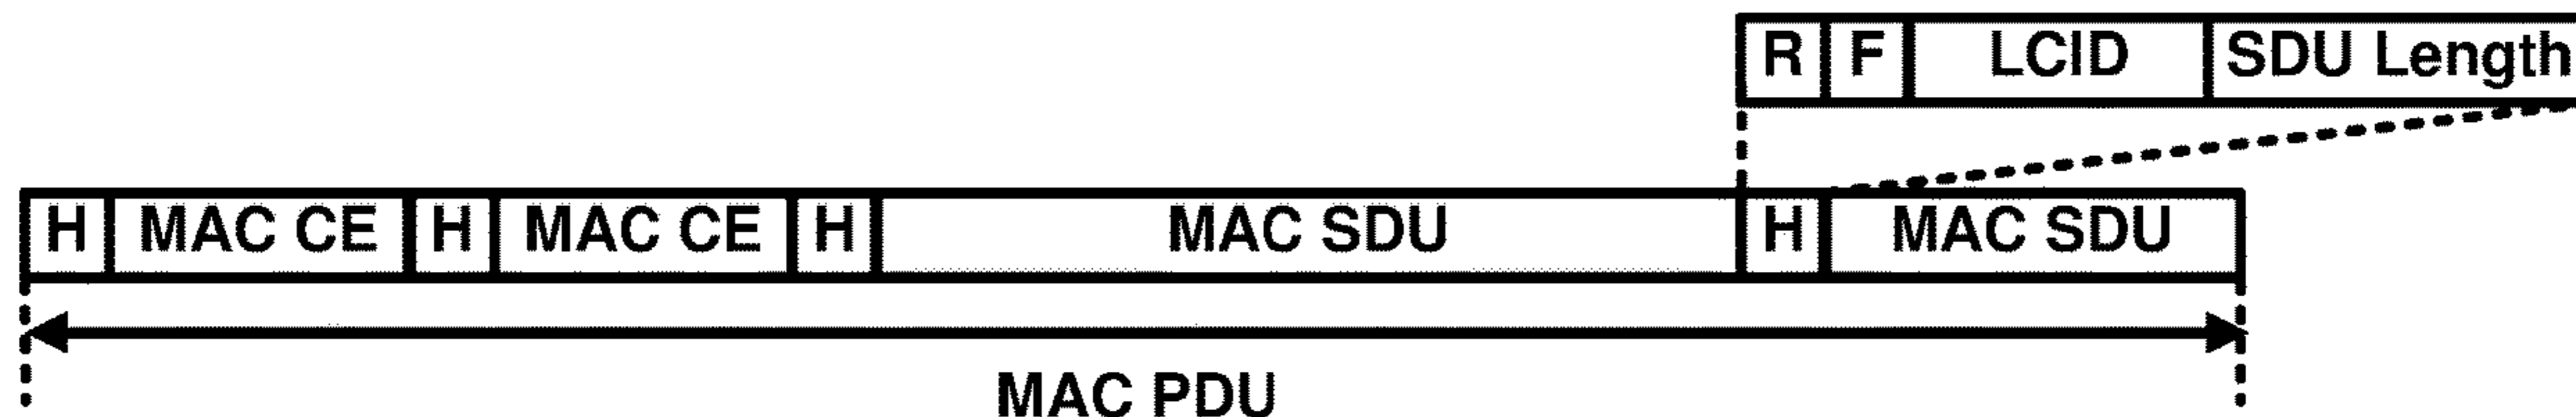 R F LCID SDU Length
H MAC CE H MAC CE H MAC SDU H MAC SDU
MAC PDU